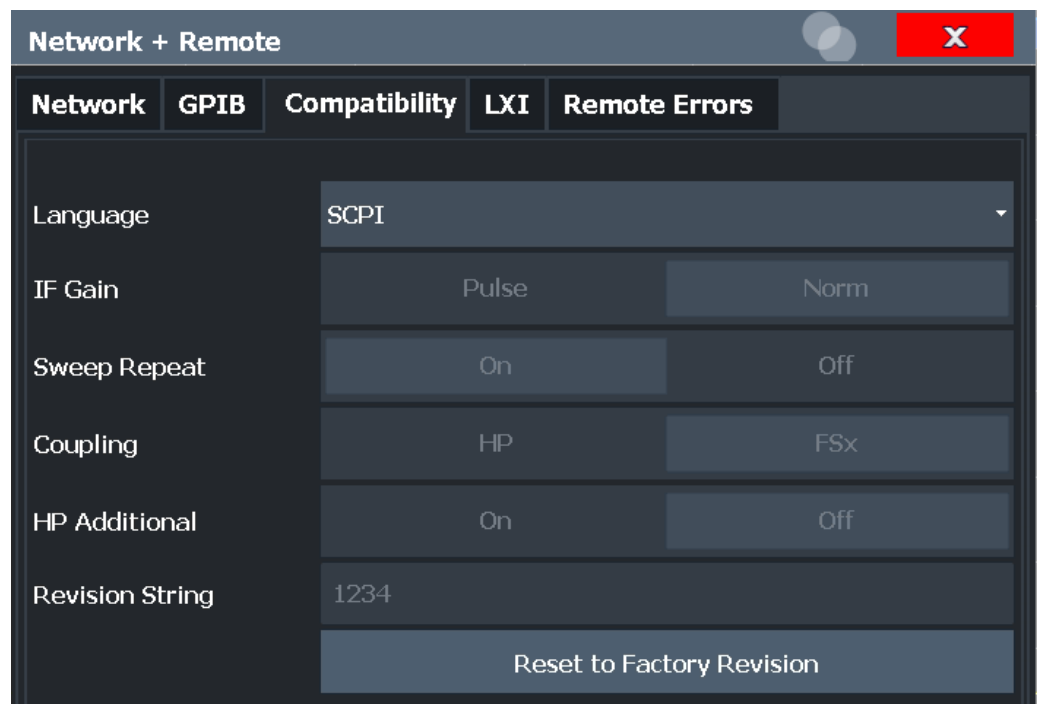 Network + Remote
X
Network GPIB Compatibility LXI Remote Errors
Language SCPI
IF Gain Pulse Norm
Sweep Repeat On Off
Coupling HP FSx
HP Additional On Off
Revision String 1234
Reset to Factory Revision